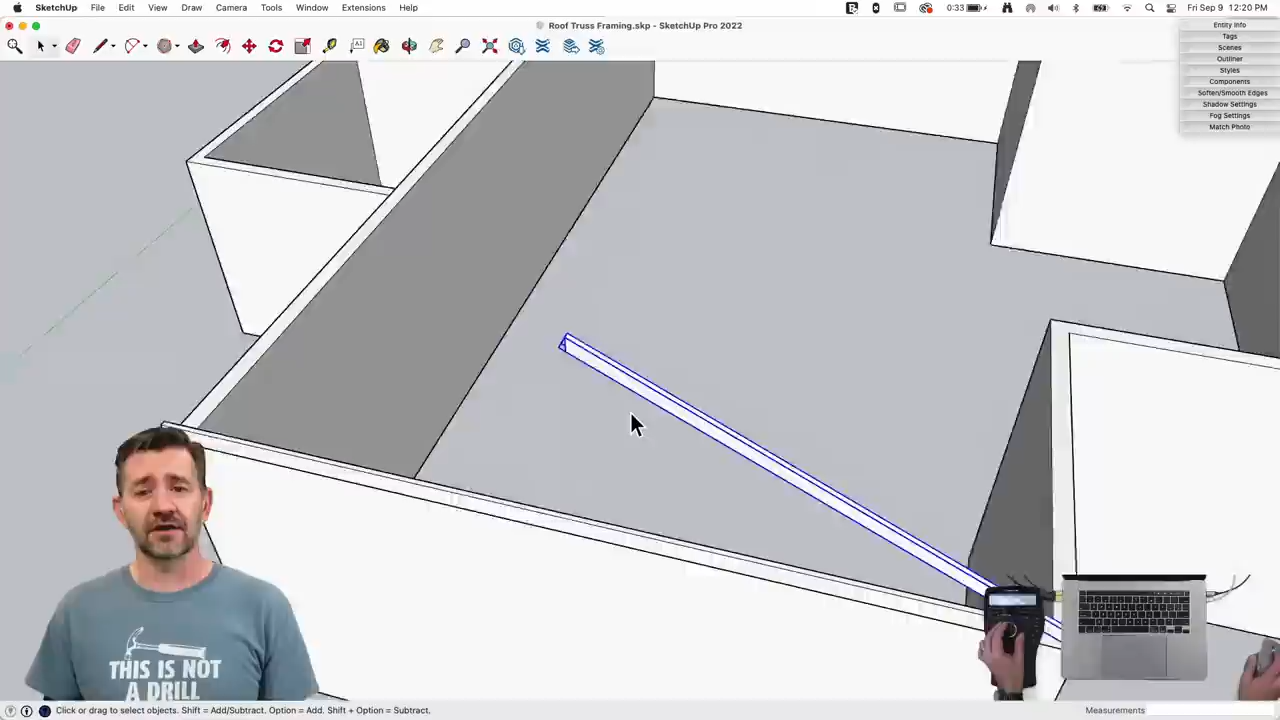 SketchUp File Edit Draw Camera Tools Window Extensions Help 0:33 Fri Sep 9 12:20 PM
Roof Truss Framing.skp - SketchUp Pro 2022
Entity Info
Tags
Scenes
Outliner
Styles
Components
Soften/Smooth Edges
Shadow Settings
Fog Settings
Match Photo
THIS IS NOT
A DRILL
Click or drag to select objects. Shift = Add/Subtract. Option = Add. Shift + Option = Subtract. Measurements